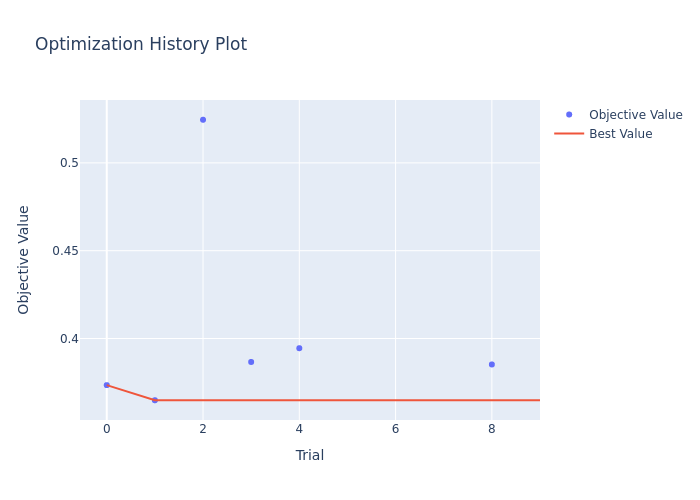 Optimization History Plot
Objective Value
Best Value
0.5
0.45
0.4
Objective Value
0
2
4
6
8
Trial